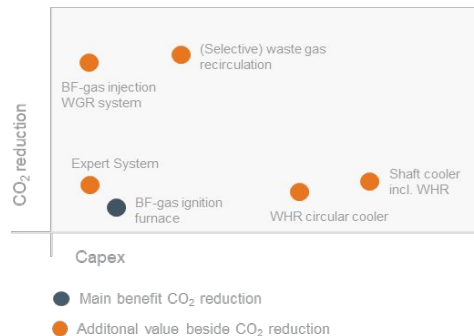 (Selective) waste gas
recirculation
BF-gas injection
WGR system
CO₂ reduction
Expert System
BF-gas ignition
furnace
Shaft cooler
incl. WHR
WHR circular cooler
Capex
Main benefit CO₂ reduction
Additonal value beside CO₂ reduction